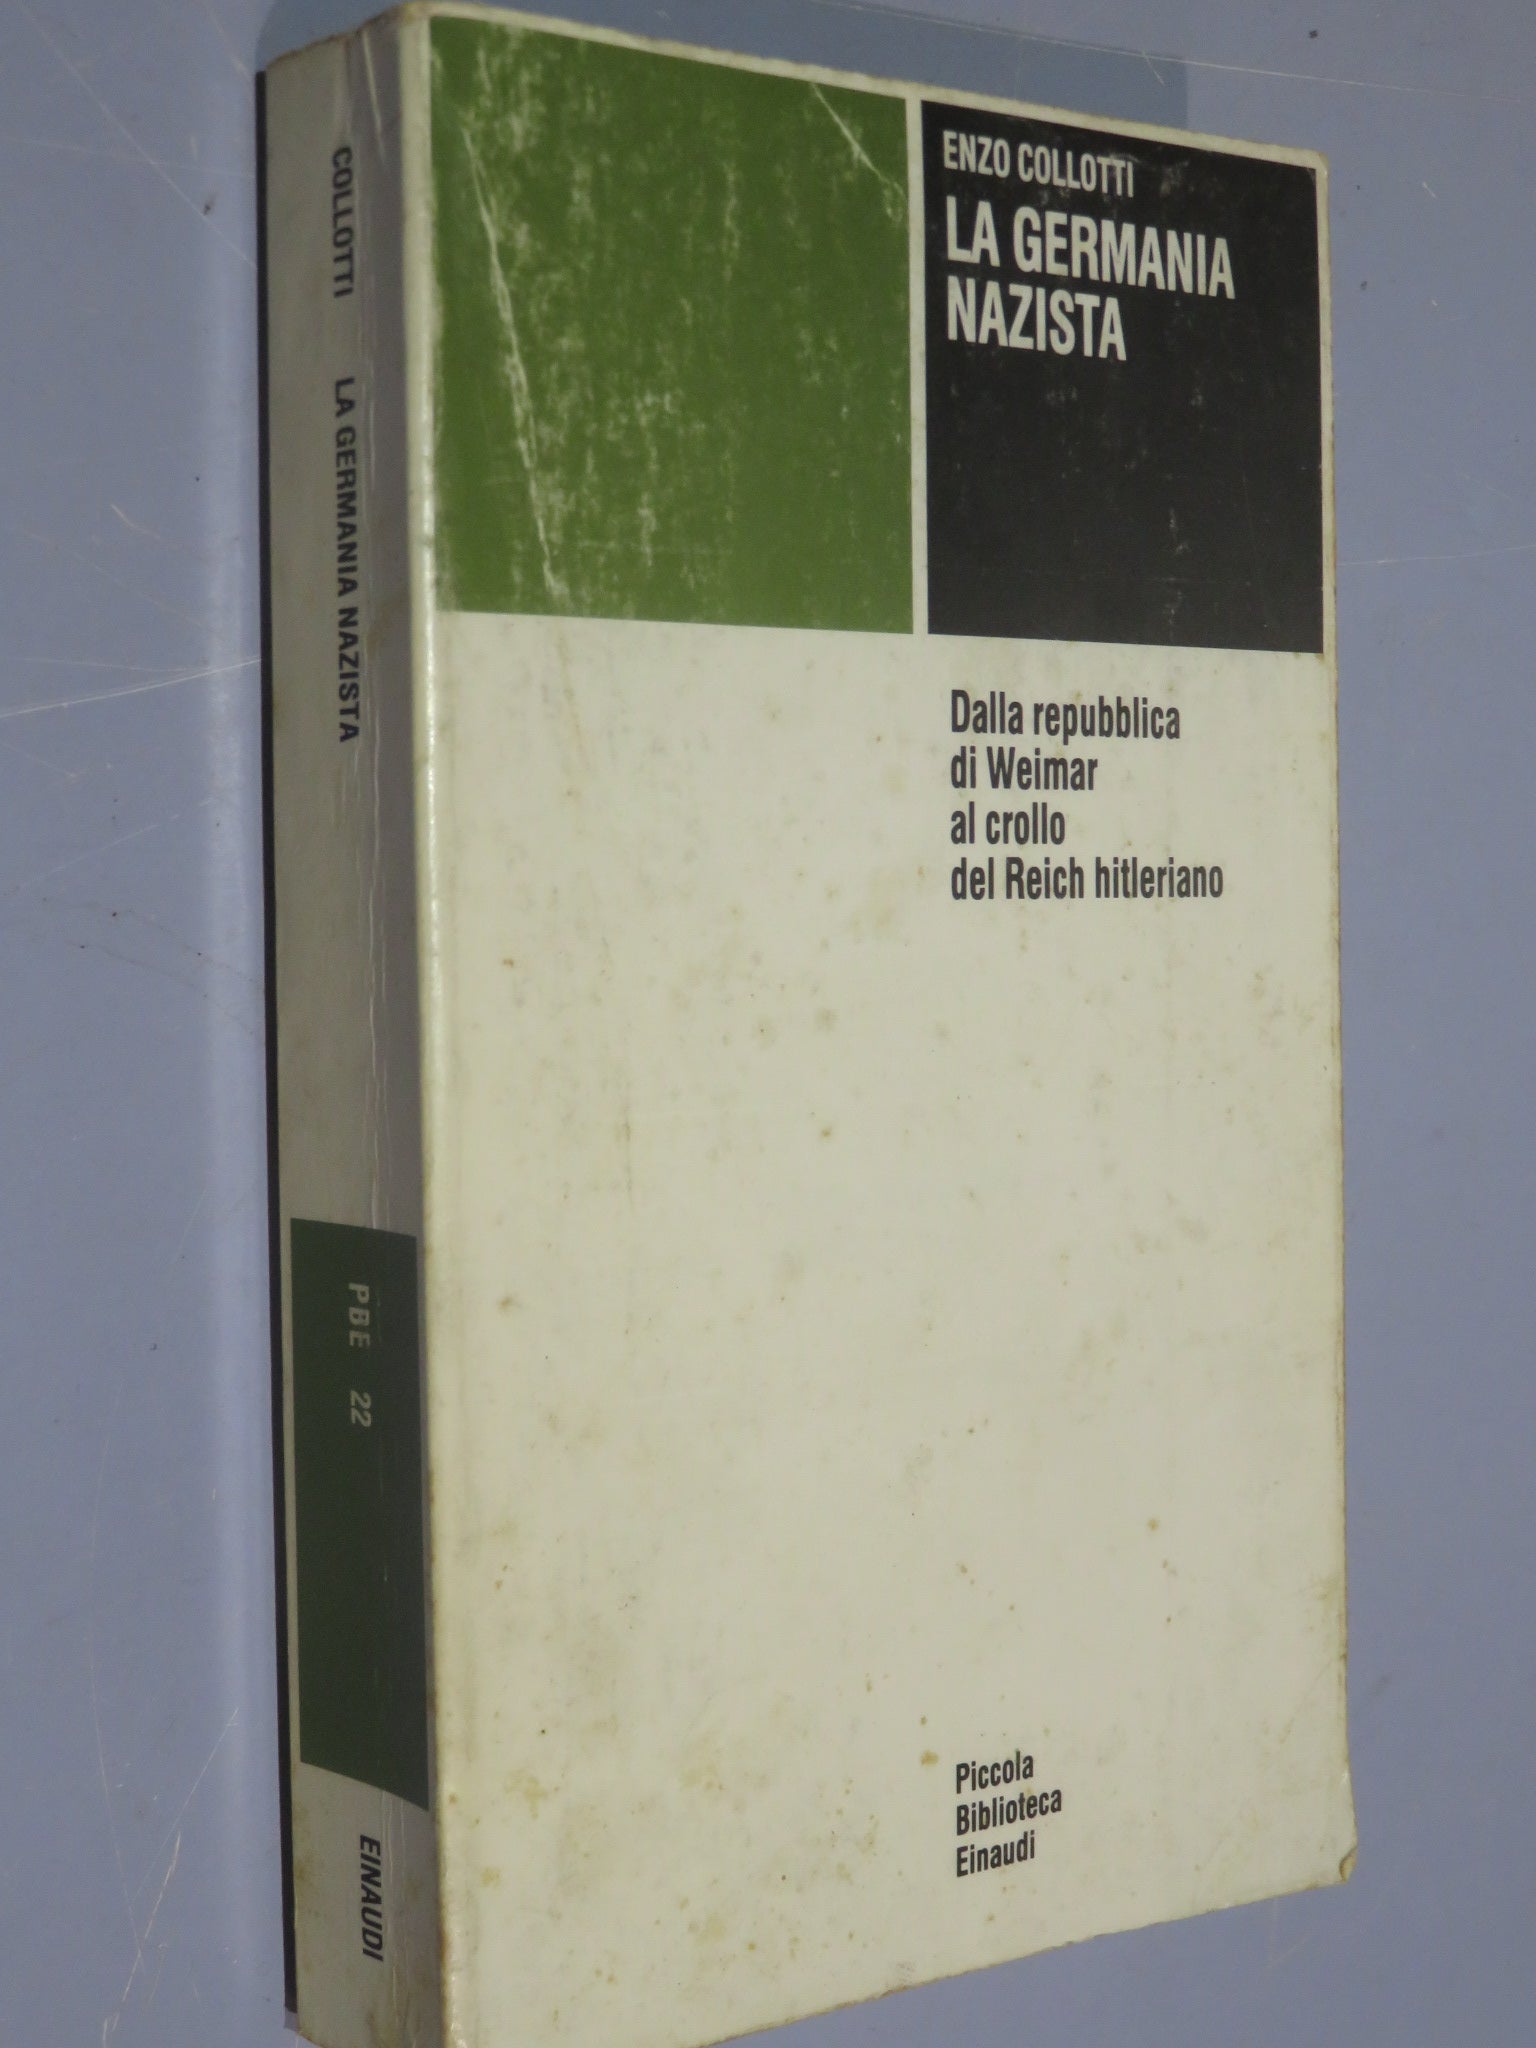 ENZO COLLOTTI
LA GERMANIA
NAZISTA
Dalla repubblica
di Weimar
al crollo
del Reich hitleriano
Piccola
Biblioteca
Einaudi
COLLOTTI LA GERMANIA NAZISTA
PBE 22
EINAUDI